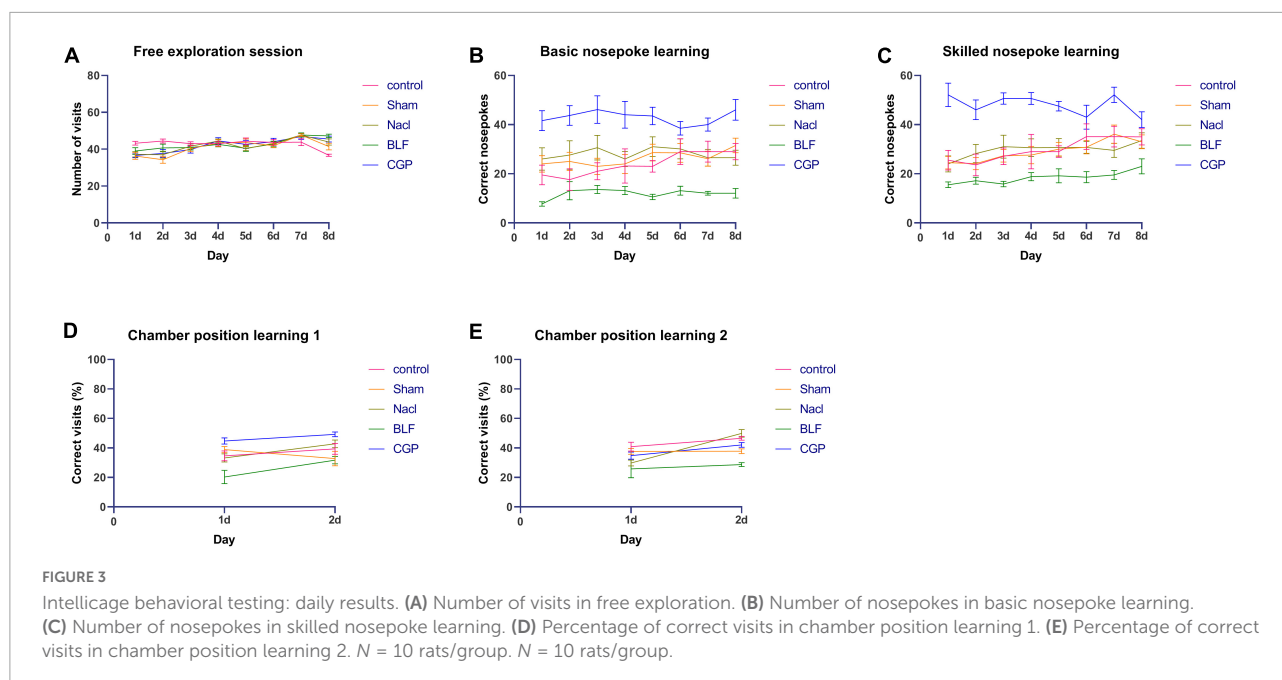 A
Free exploration session
Number of visits
80
60
40
20
0
0
1d 2d 3d 4d 5d 6d 7d 8d
Day
control
Sham
Nacl
BLF
CGP
B
Basic nosepoke learning
Correct nosepokes
60
40
20
0
0
1d 2d 3d 4d 5d 6d 7d 8d
Day
control
Sham
Nacl
BLF
CGP
C
Skilled nosepoke learning
Correct nosepokes
60
40
20
0
0
1d 2d 3d 4d 5d 6d 7d 8d
Day
control
Sham
Nacl
BLF
CGP
D
Chamber position learning 1
Correct visits (%)
100
80
60
40
20
0
0
1d 2d
Day
control
Sham
Nacl
BLF
CGP
E
Chamber position learning 2
Correct visits (%)
100
80
60
40
20
0
0
1d 2d
Day
control
Sham
Nacl
BLF
CGP
FIGURE 3
Intellicage behavioral testing: daily results. (A) Number of visits in free exploration. (B) Number of nosepokes in basic nosepoke learning.
(C) Number of nosepokes in skilled nosepoke learning. (D) Percentage of correct visits in chamber position learning 1. (E) Percentage of correct
visits in chamber position learning 2. N = 10 rats/group. N = 10 rats/group.